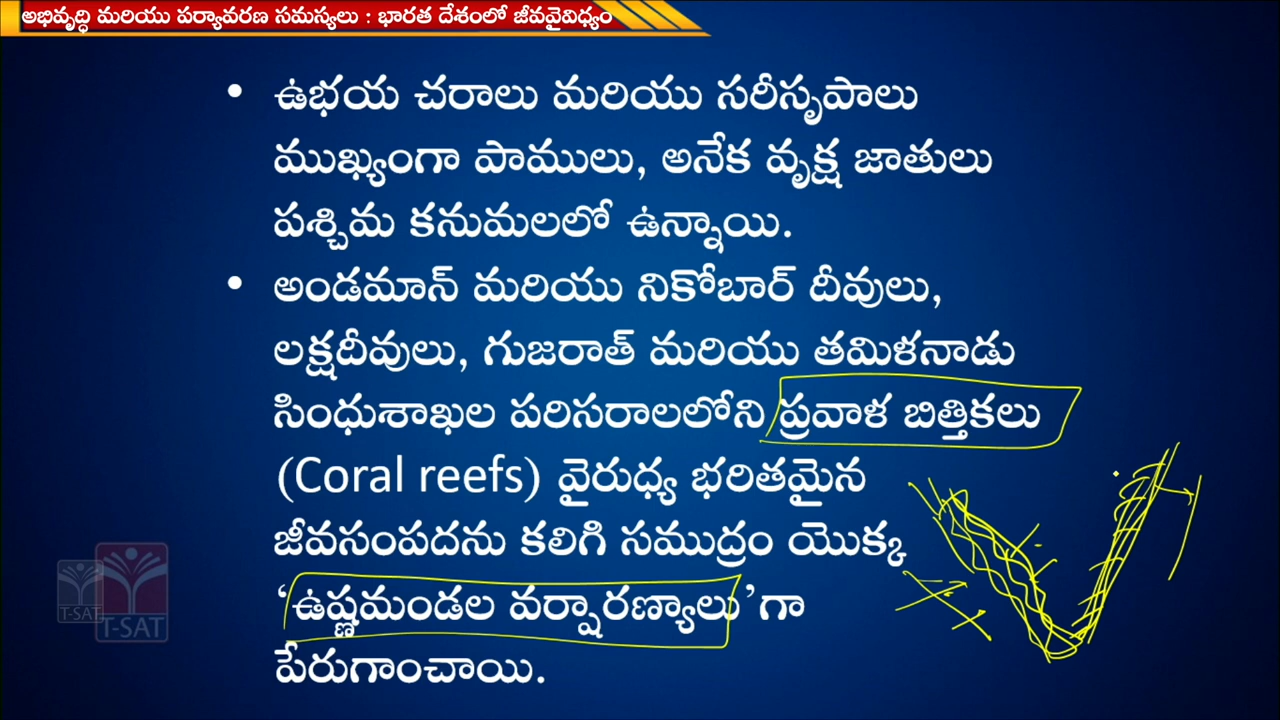 అభివృద్ధి మరియు పర్యావరణ సమస్యలు : భారత దేశంలో జీవవైవిధ్యం
• ఉభయ చరాలు మరియు సరీసృపాలు
ముఖ్యంగా పాములు, అనేక వృక్ష జాతులు
పశ్చిమ కనుమలలో ఉన్నాయి.
• అండమాన్ మరియు నికోబార్ దీవులు,
లక్షదీవులు, గుజరాత్ మరియు తమిళనాడు
సింధుశాఖల పరిసరాలలోని ప్రవాళ బిత్తికలు
(Coral reefs) వైరుధ్య భరితమైన
జీవసంపదను కలిగి సముద్రం యొక్క
‘ఉష్ణమండల వర్షారణ్యాలు’గా
పేరుగాంచాయి.
T-SAT
T-SAT